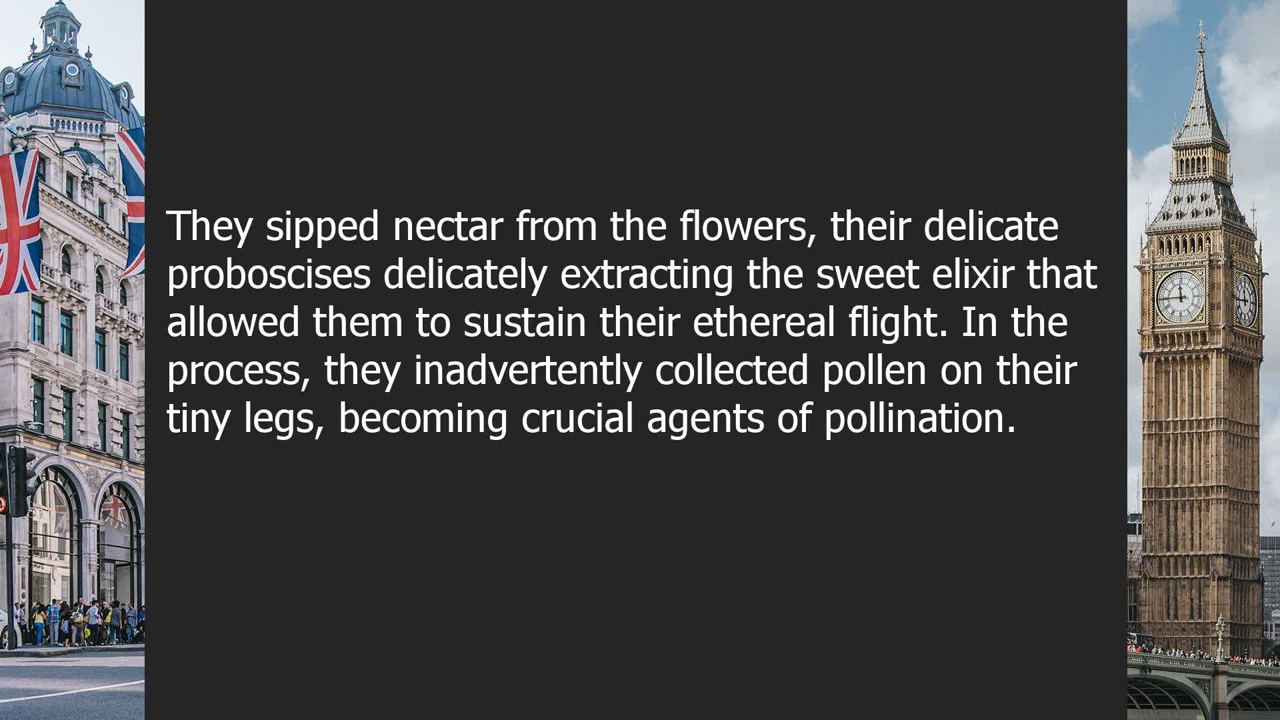 They sipped nectar from the flowers, their delicate
proboscises delicately extracting the sweet elixir that
allowed them to sustain their ethereal flight. In the
process, they inadvertently collected pollen on their
tiny legs, becoming crucial agents of pollination.